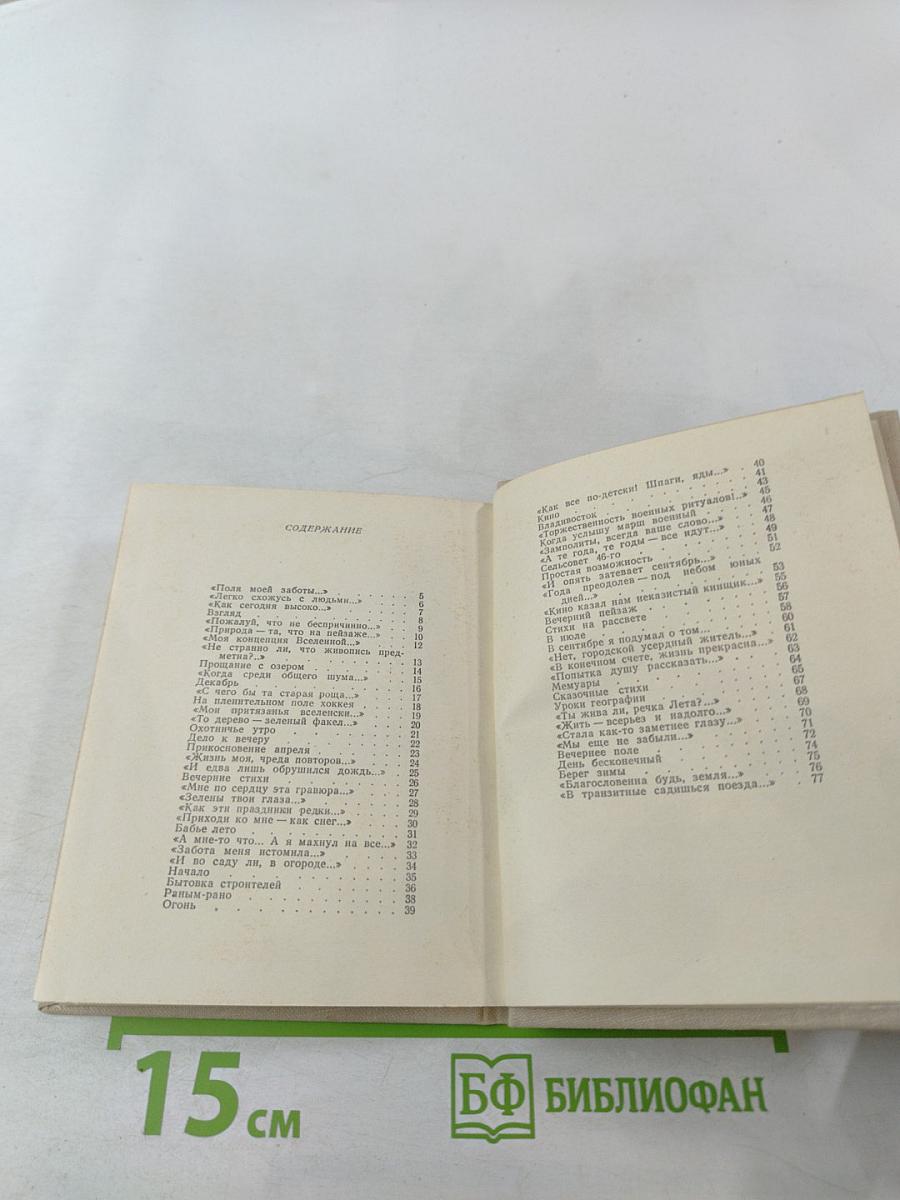 СОДЕРЖАНИЕ
«Поля моей заботы...» . . . . . . . 5
«Легко схожусь с людьми...» . . . . 6
«Как сегодня высоко...» . . . . . . 7
Взгляд . . . . . . . . . . 8
«Пожалуй, что не беспричинно...» . . . 9
«Природа — та, что на пейзаже...» . . . 10
«Моя концепция Вселенной...» . . . . 12
«Не странно ли, что живопись пред-
метна?..» . . . . . . . . . 13
Прощание с озером . . . . . . . 14
«Когда среди общего шума...» . . . . 15
Декабрь . . . . . . . . . . 16
«С чего бы та старая роща...» . . . . 17
На пленительном поле хоккея . . . . 18
«Мои притязанья вселенски...» . . . . 19
«То дерево — зеленый факел...» . . . . 20
Охотничье утро . . . . . . . . 21
Дело к вечеру . . . . . . . . 22
Прикосновение апреля . . . . . . 23
«Жизнь моя, чреда повторов...» . . . 24
«И едва лишь обрушился дождь...» . . 25
Вечерние стихи . . . . . . . . 26
«Мне по сердцу эта гравюра...» . . . . 27
«Зелены твои глаза...» . . . . . . 28
«Как эти праздники редки...» . . . . 29
«Приходи ко мне — как снег...» . . . . 30
Бабье лето . . . . . . . . . 31
«А мне-то что... А я махнул на все...» . 32
«Забота меня истомила...» . . . . . 33
«И во саду ли, в огороде...» . . . . . 34
Начало . . . . . . . . . . 35
Бытовка строителей . . . . . . . 36
Раным-рано . . . . . . . . . 38
Огонь . . . . . . . . . . 39
«Как все по-детски! Шпаги, яды...» . 40
Кино . . . . . . . . . . 41
Владивосток . . . . . . . . . 43
«Торжественность военных ритуалов!..» 45
Когда услышу марш военный . . . . 46
«Замполиты, всегда ваше слово...» . . 47
«А те года, те годы — все идут...» . . 48
Сельсовет 46-го . . . . . . . . 49
Простая возможность . . . . . . 51
«И опять затевает сентябрь...» . . . 52
«Года преодолев — под небом юных
дней...» . . . . . . . . . 53
«Кино казал нам неказистый кинщик...» 55
Вечерний пейзаж . . . . . . . 56
Стихи на рассвете . . . . . . . 57
В июле . . . . . . . . . . 58
В сентябре я подумал о том... . . . . 60
«Нет, городской усердный житель...» . 61
«В конечном счете, жизнь прекрасна...» 62
«Попытка душу рассказать...» . . . . 63
Мемуары . . . . . . . . . . 64
Сказочные стихи . . . . . . . . 65
Уроки географии . . . . . . . . 67
«Ты жива ли, речка Лета?...» . . . . 68
«Жить — всерьез и надолго...» . . . . 69
«Стала как-то заметнее глазу...» . . . 70
«Мы еще не забыли...» . . . . . . 71
Вечернее поле . . . . . . . . 72
День бесконечный . . . . . . . 74
Берег зимы . . . . . . . . . 75
«Благословенна будь, земля...» . . . 76
«В транзитные садишься поезда...» . . 77
15 см
БФ БИБЛИОФАН